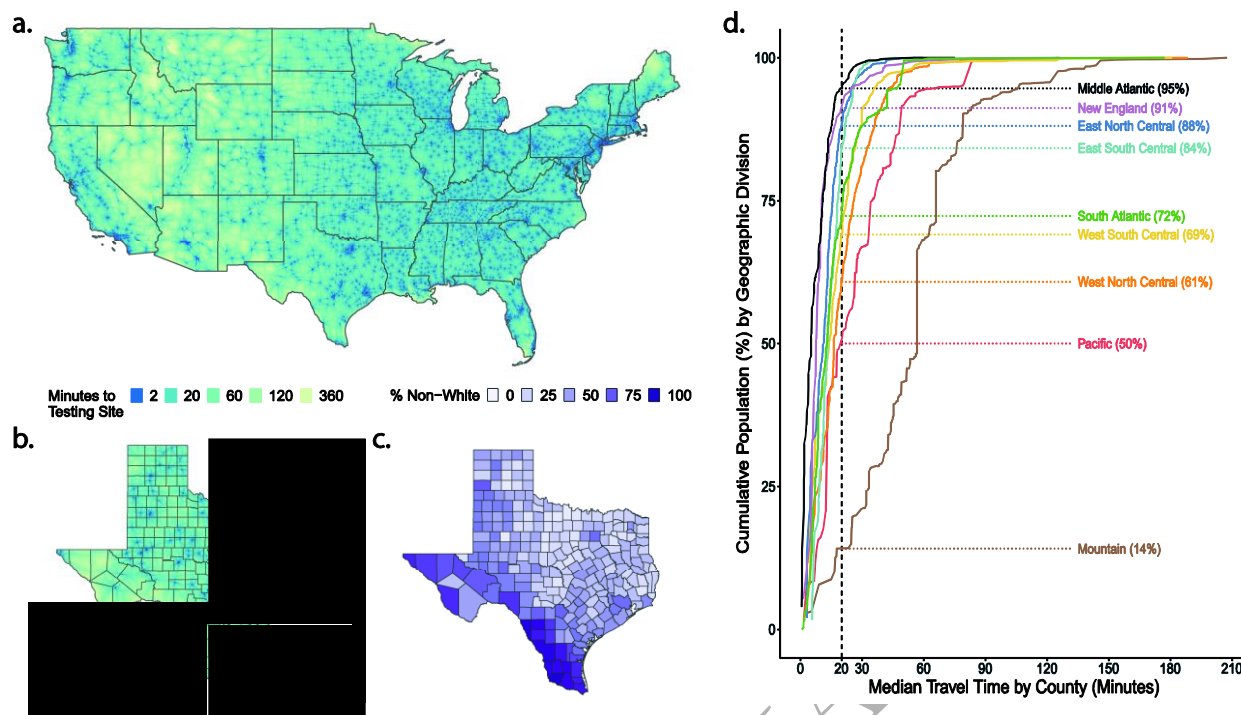 a.
Minutes to
Testing Site
2 20 60 120 360
% Non-White 0 25 50 75 100
b.
c.
d.
Cumulative Population (%) by Geographic Division
100
75
50
25
0
Middle Atlantic (95%)
New England (91%)
East North Central (88%)
East South Central (84%)
South Atlantic (72%)
West South Central (69%)
West North Central (61%)
Pacific (50%)
Mountain (14%)
0 20 30 60 90 120 150 180 210
Median Travel Time by County (Minutes)